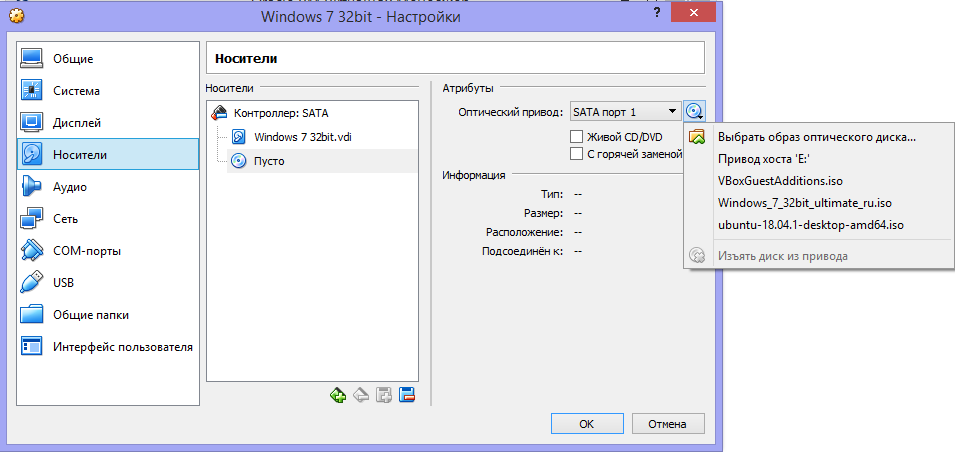 Windows 7 32bit - Настройки
?
Общие
Система
Дисплей
Носители
Аудио
Сеть
COM-порты
USB
Общие папки
Интерфейс пользователя
Носители
Носители
Контроллер: SATA
Windows 7 32bit.vdi
Пусто
Атрибуты
Оптический привод: SATA порт 1
Живой CD/DVD
С горячей заменой
Информация
Тип: --
Размер: --
Расположение: --
Подсоединён к: --
Выбрать образ оптического диска...
Привод хоста 'E:'
VBoxGuestAdditions.iso
Windows_7_32bit_ultimate_ru.iso
ubuntu-18.04.1-desktop-amd64.iso
Изъять диск из привода
OK
Отмена